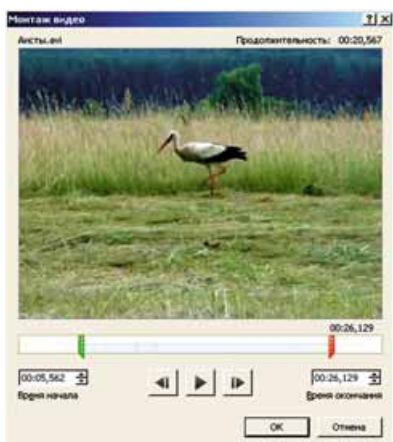 Монтаж видео
Аисты.avi Продолжительность: 00:20,567
00:26,129
00:05,562 00:26,129
Время начала Время окончания
ОК Отмена